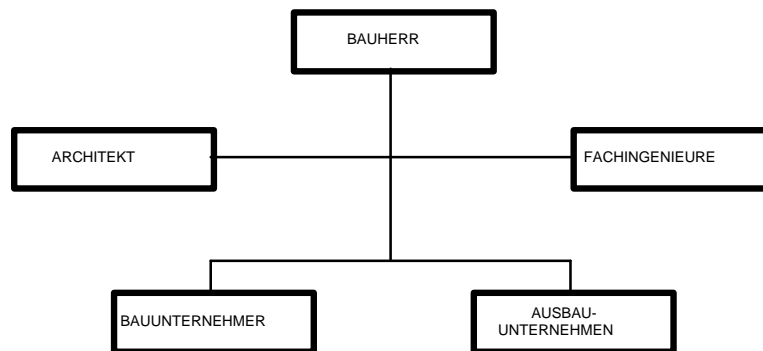 BAUHERR
ARCHITEKT
FACHINGENIEURE
BAUUNTERNEHMER
AUSBAU-
UNTERNEHMEN